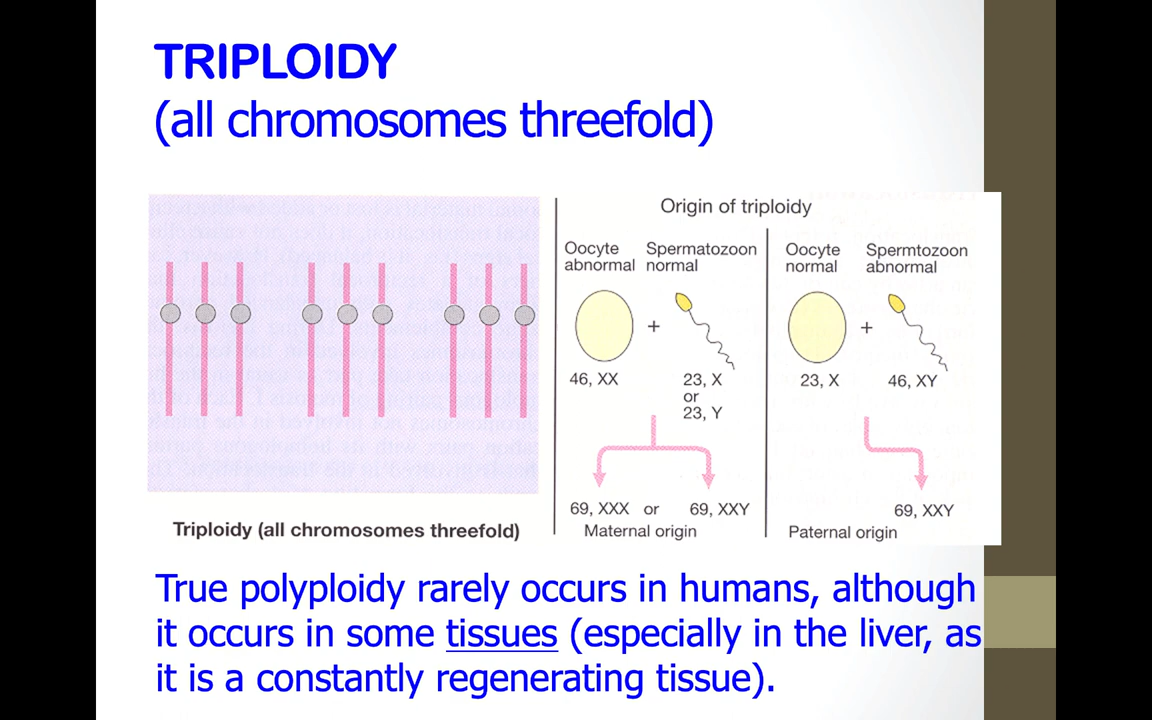 TRIPLOIDY
(all chromosomes threefold)
Origin of triploidy
Oocyte abnormal
Spermatozoon normal
46, XX
+
23, X
or
23, Y
69, XXX or 69, XXY
Maternal origin
Oocyte normal
Spermtozoon abnormal
23, X
+
46, XY
69, XXY
Paternal origin
Triploidy (all chromosomes threefold)
True polyploidy rarely occurs in humans, although
it occurs in some tissues (especially in the liver, as
it is a constantly regenerating tissue).